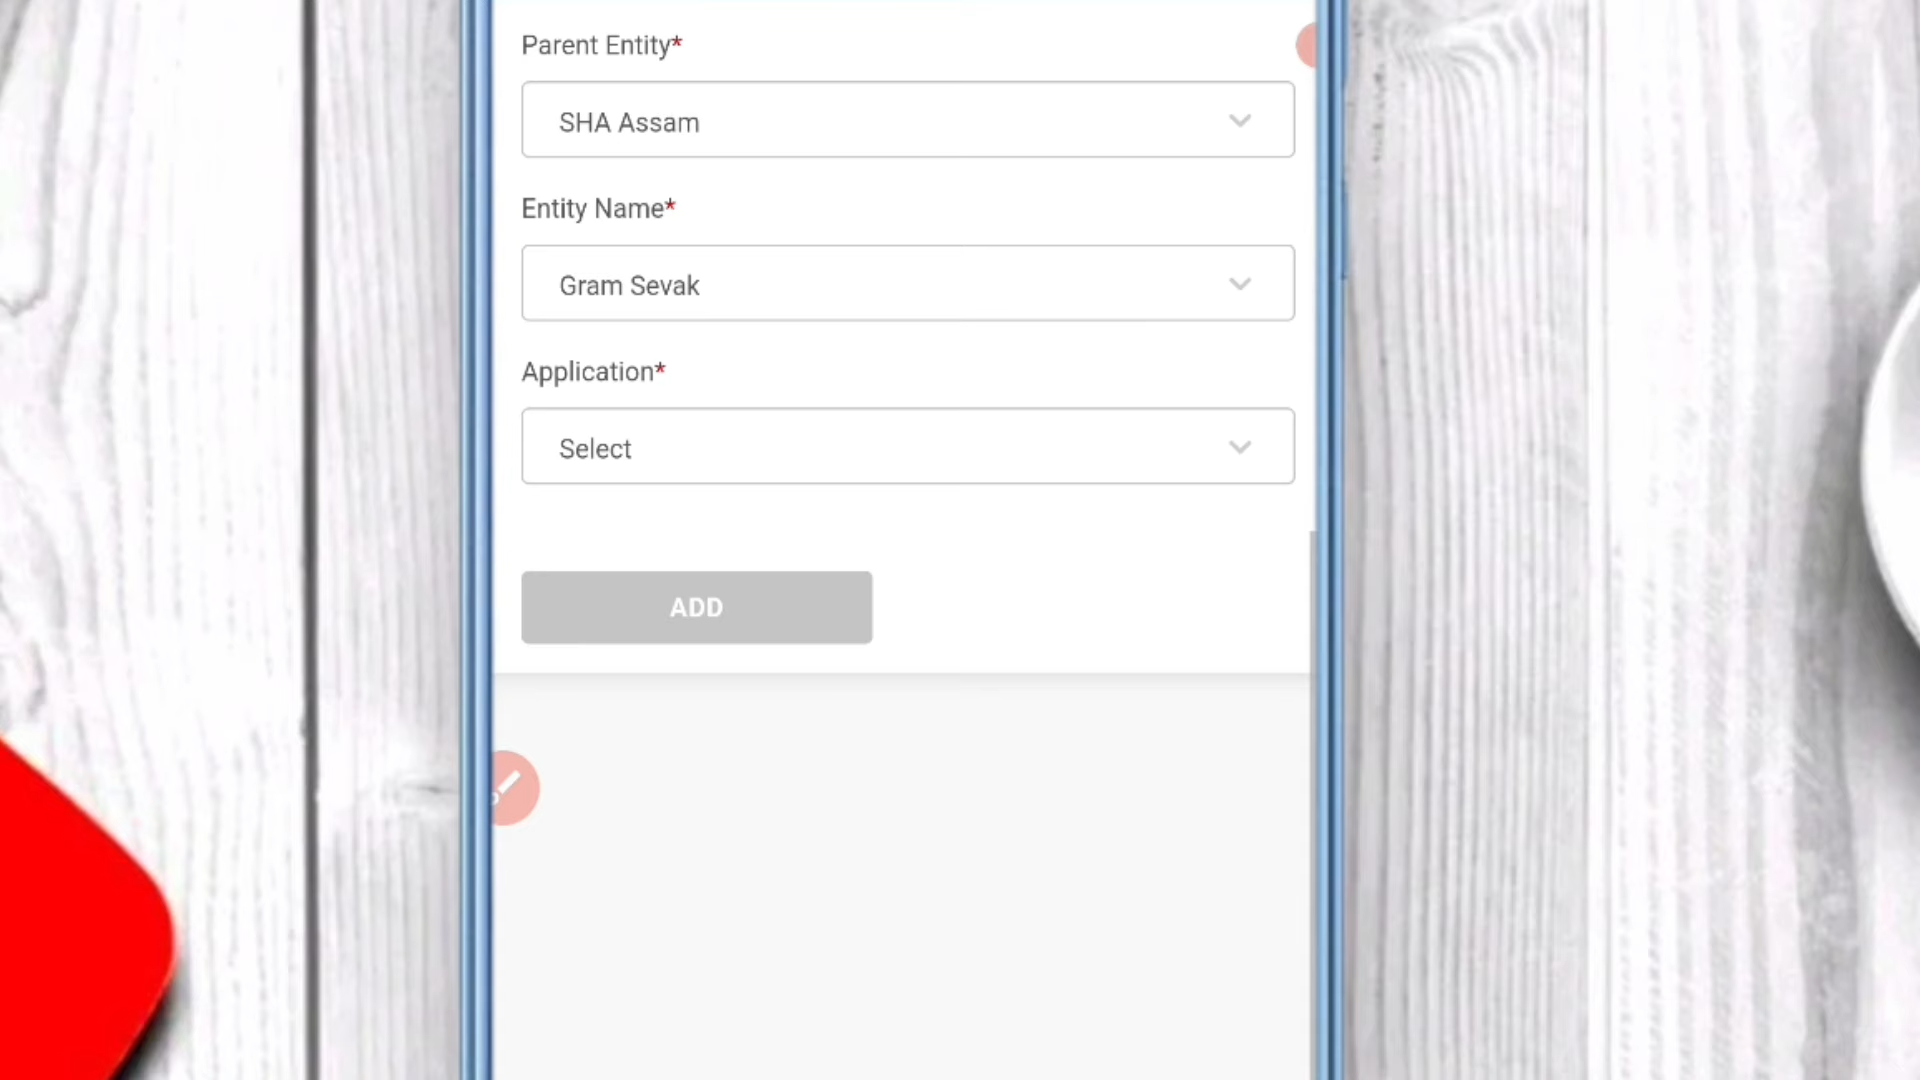 Parent Entity*
SHA Assam
Entity Name*
Gram Sevak
Application*
Select
ADD